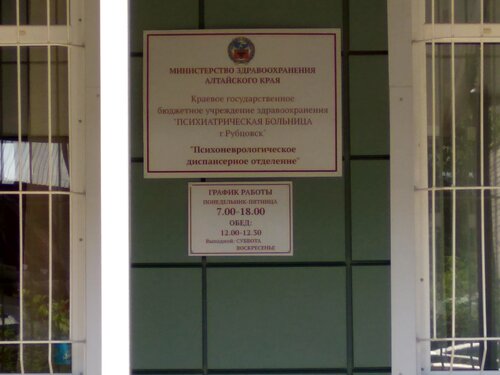 МИНИСТЕРСТВО ЗДРАВООХРАНЕНИЯ
АЛТАЙСКОГО КРАЯ
Краевое государственное
бюджетное учреждение здравоохранения
"ПСИХИАТРИЧЕСКАЯ БОЛЬНИЦА
г.Рубцовск"
"Психоневрологическое
диспансерное отделение"
ГРАФИК РАБОТЫ
ПОНЕДЕЛЬНИК-ПЯТНИЦА
7.00-18.00
ОБЕД:
12.00-12.30
Выходной: СУББОТА
ВОСКРЕСЕНЬЕ